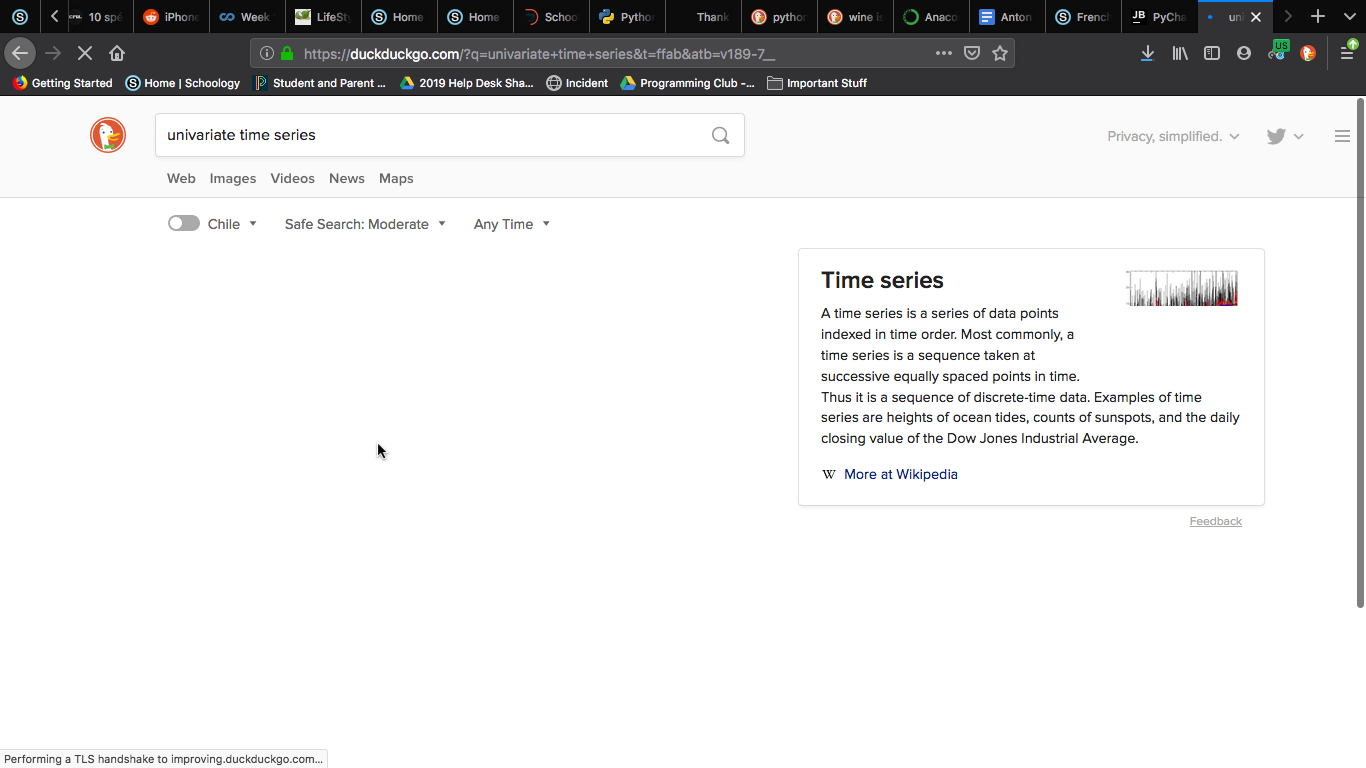 10 spé
iPhone
Week
LifeSty
Home
Home
Schoo
Python
Thank
python
wine is
Anaco
Anton
French
JB PyCha
uni
https://duckduckgo.com/?q=univariate+time+series&t=ffab&atb=v189-7__
US
Getting Started
Home | Schoology
Student and Parent ...
2019 Help Desk Sha...
Incident
Programming Club -...
Important Stuff
univariate time series
Privacy, simplified.
Web Images Videos News Maps
Chile Safe Search: Moderate Any Time
Time series
A time series is a series of data points
indexed in time order. Most commonly, a
time series is a sequence taken at
successive equally spaced points in time.
Thus it is a sequence of discrete-time data. Examples of time
series are heights of ocean tides, counts of sunspots, and the daily
closing value of the Dow Jones Industrial Average.
W More at Wikipedia
Feedback
Performing a TLS handshake to improving.duckduckgo.com...